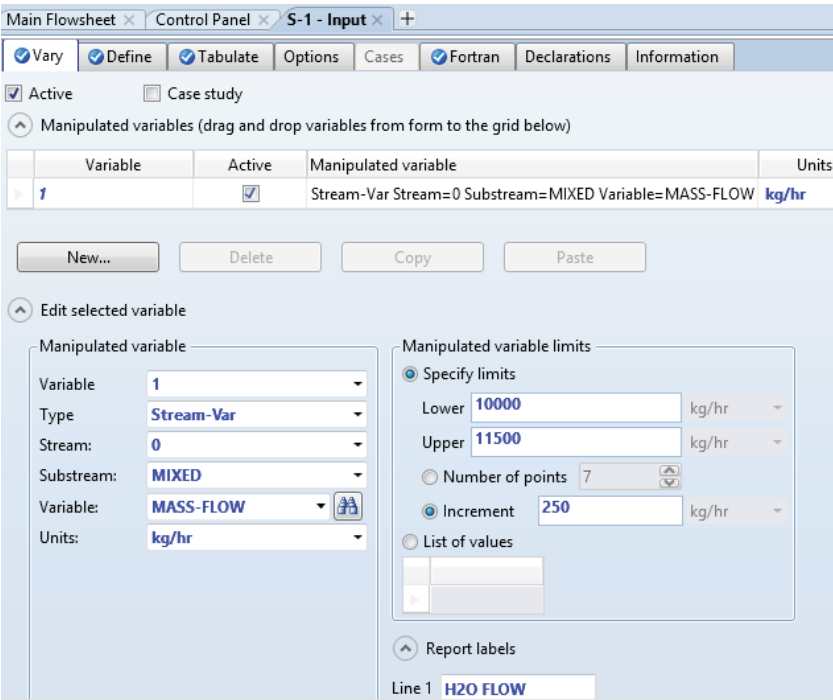 Main Flowsheet Control Panel S-1 - Input
Vary Define Tabulate Options Cases Fortran Declarations Information
Active Case study
Manipulated variables (drag and drop variables from form to the grid below)
Variable Active Manipulated variable Units
1 Stream-Var Stream=0 Substream=MIXED Variable=MASS-FLOW kg/hr
New... Delete Copy Paste
Edit selected variable
Manipulated variable
Variable 1
Type Stream-Var
Stream: 0
Substream: MIXED
Variable: MASS-FLOW
Units: kg/hr
Manipulated variable limits
Specify limits
Lower 10000 kg/hr
Upper 11500 kg/hr
Number of points 7
Increment 250 kg/hr
List of values
Report labels
Line 1 H2O FLOW